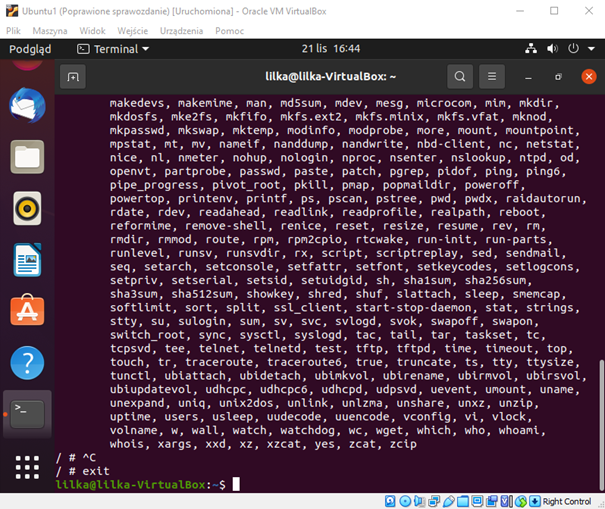 Ubuntu1 (Poprawione sprawozdanie) [Uruchomiona] - Oracle VM VirtualBox
Plik Maszyna Widok Wejście Urządzenia Pomoc
Podgląd Terminal 21 lis 16:44
lilka@lilka-VirtualBox: ~
makedevs, makemime, man, md5sum, mdev, mesg, microcom, mim, mkdir,
mkdosfs, mke2fs, mkfifo, mkfs.ext2, mkfs.minix, mkfs.vfat, mknod,
mkpasswd, mkswap, mktemp, modinfo, modprobe, more, mount, mountpoint,
mpstat, mt, mv, nameif, nanddump, nandwrite, nbd-client, nc, netstat,
nice, nl, nmeter, nohup, nologin, nproc, nsenter, nslookup, ntpd, od,
openvt, partprobe, passwd, paste, patch, pgrep, pidof, ping, ping6,
pipe_progress, pivot_root, pkill, pmap, popmaildir, poweroff,
powertop, printenv, printf, ps, pscan, pstree, pwd, pwdx, raidautorun,
rdate, rdev, readahead, readlink, readprofile, realpath, reboot,
reformime, remove-shell, renice, reset, resize, resume, rev, rm,
rmdir, rmmod, route, rpm, rpm2cpio, rtcwake, run-init, run-parts,
runlevel, runsv, runsvdir, rx, script, scriptreplay, sed, sendmail,
seq, setarch, setconsole, setfattr, setfont, setkeycodes, setlogcons,
setpriv, setserial, setsid, setuidgid, sh, sha1sum, sha256sum,
sha3sum, sha512sum, showkey, shred, shuf, slattach, sleep, smemcap,
softlimit, sort, split, ssl_client, start-stop-daemon, stat, strings,
stty, su, sulogin, sum, sv, svc, svlogd, svok, swapoff, swapon,
switch_root, sync, sysctl, syslogd, tac, tail, tar, taskset, tc,
tcpsvd, tee, telnet, telnetd, test, tftp, tftpd, time, timeout, top,
touch, tr, traceroute, traceroute6, true, truncate, ts, tty, ttysize,
tunctl, ubiattach, ubidetach, ubimkvol, ubirename, ubirmvol, ubirsvol,
ubiupdatevol, udhcpc, udhcpc6, udhcpd, udpsvd, uevent, umount, uname,
unexpand, uniq, unix2dos, unlink, unlzma, unshare, unxz, unzip,
uptime, users, usleep, uudecode, uuencode, vconfig, vi, vlock,
volname, w, wall, watch, watchdog, wc, wget, which, who, whoami,
whois, xargs, xxd, xz, xzcat, yes, zcat, zcip
/ # ^C
/ # exit
lilka@lilka-VirtualBox:~$
Right Control